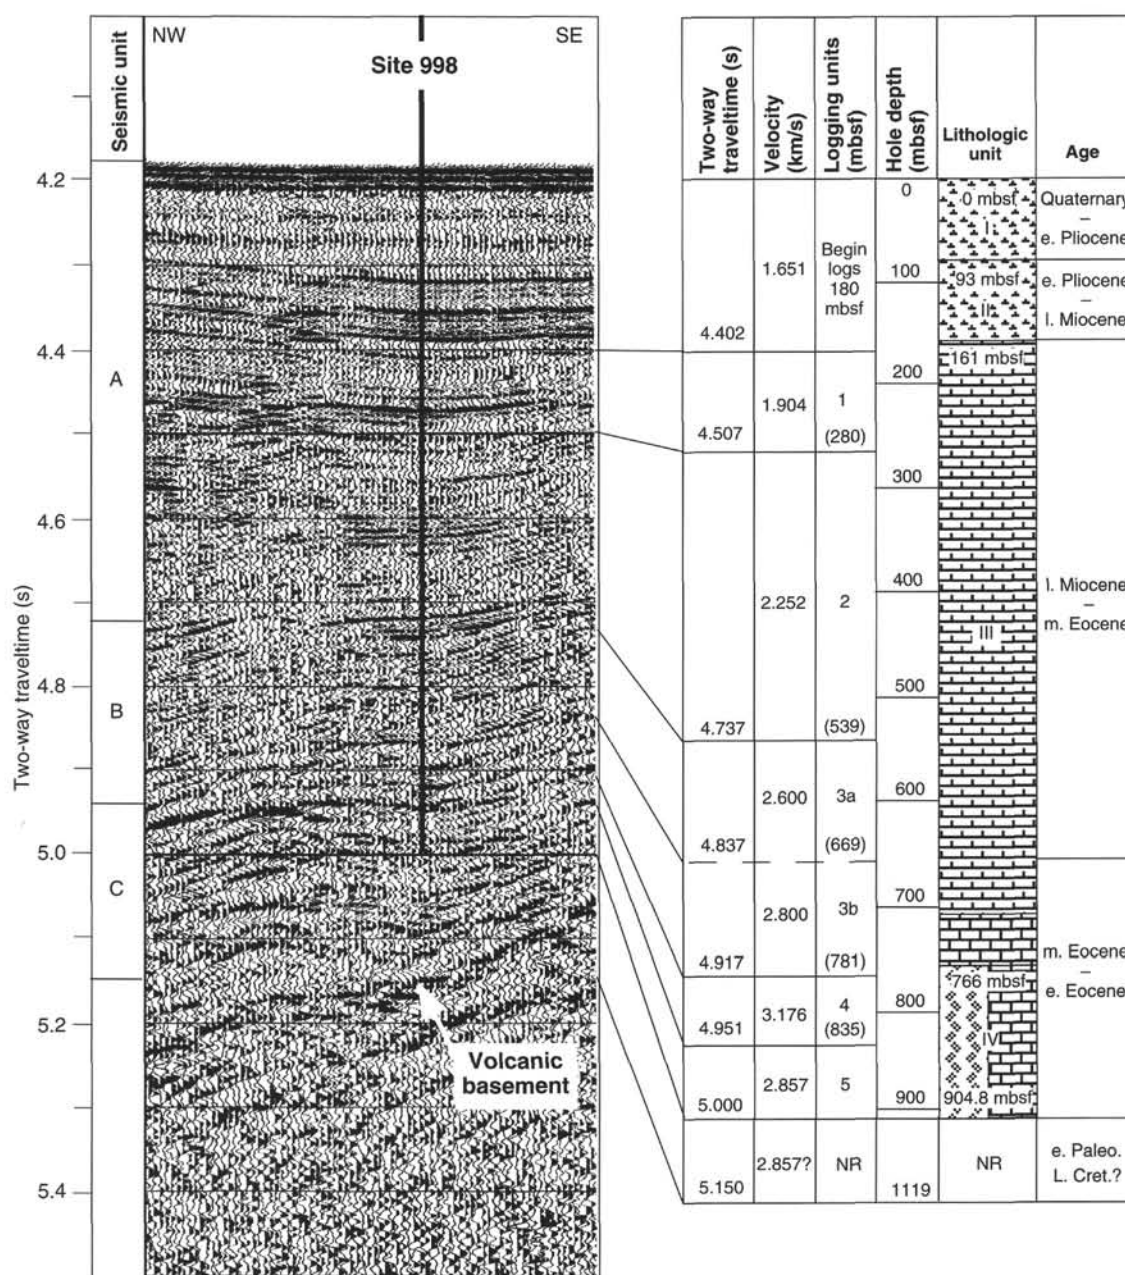 NW
SE
Site 998
Seismic unit
Two-way traveltime (s)
4.2
4.4
4.6
4.8
5.0
5.2
5.4
A
B
C
Volcanic
basement
Two-way
traveltime (s)
Velocity
(km/s)
Logging units
(mbsf)
Hole depth
(mbsf)
Lithologic
unit
Age
4.402
4.507
4.737
4.837
4.917
4.951
5.000
5.150
1.651
1.904
2.252
2.600
2.800
3.176
2.857
2.857?
Begin
logs
180
mbsf
1
(280)
2
(539)
3a
(669)
3b
(781)
4
(835)
5
NR
0
100
200
300
400
500
600
700
800
900
1119
0 mbsf
I
93 mbsf
II
161 mbsf
III
766 mbsf
IV
904.8 mbsf
NR
Quaternary
–
e. Pliocene
e. Pliocene
–
l. Miocene
l. Miocene
–
m. Eocene
m. Eocene
–
e. Eocene
e. Paleo.
L. Cret.?